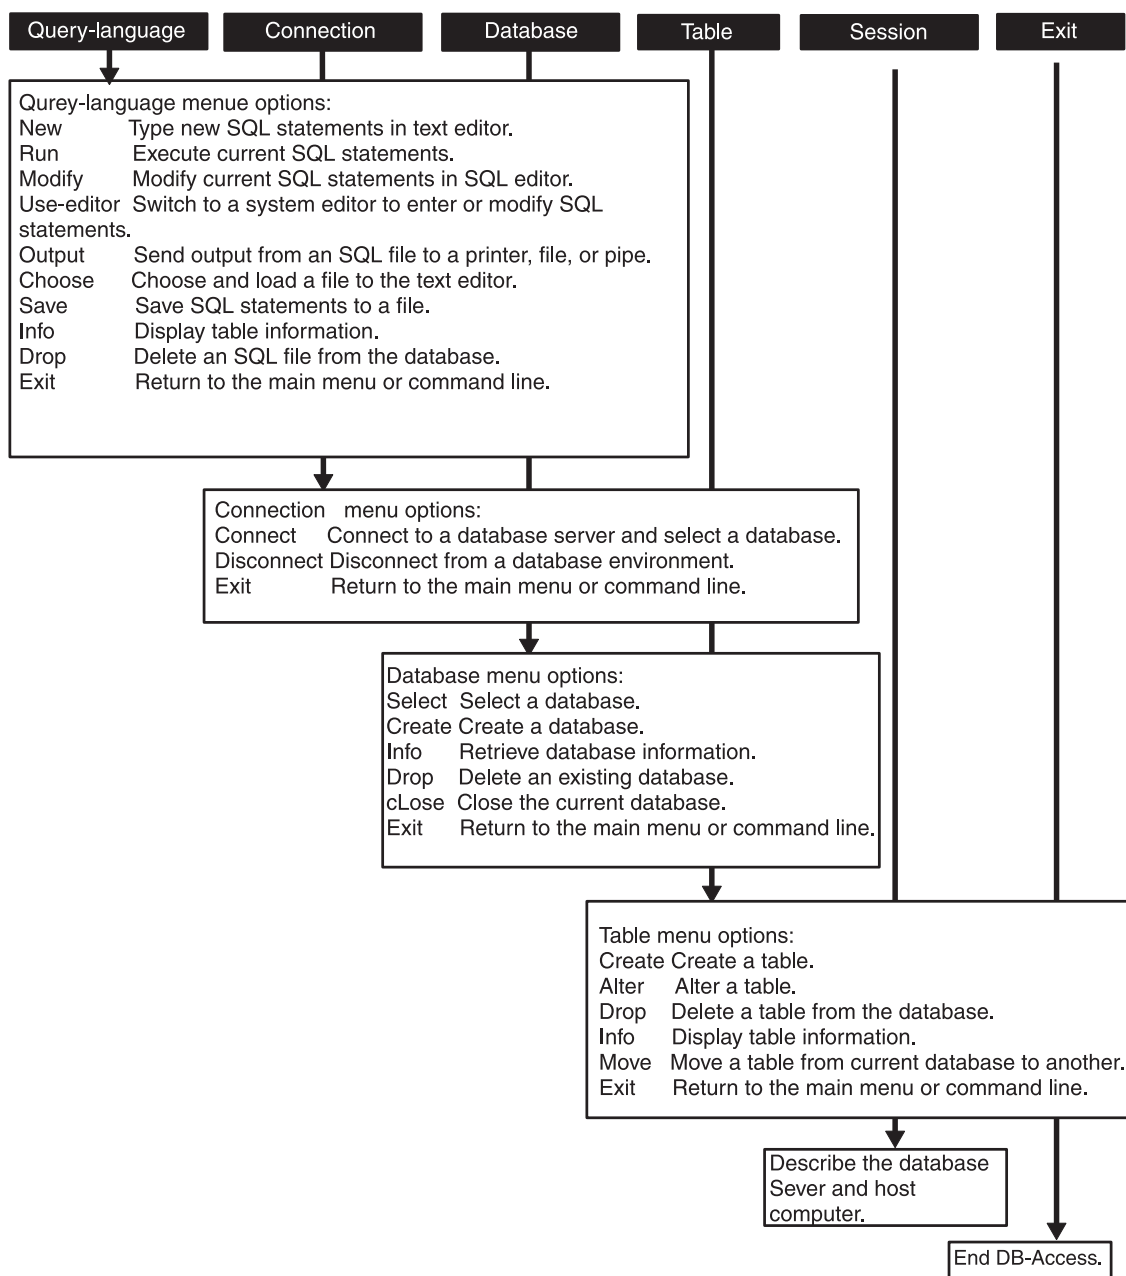 Query-language Connection Database Table Session Exit
Qurey-language menue options:
New Type new SQL statements in text editor.
Run Execute current SQL statements.
Modify Modify current SQL statements in SQL editor.
Use-editor Switch to a system editor to enter or modify SQL
statements.
Output Send output from an SQL file to a printer, file, or pipe.
Choose Choose and load a file to the text editor.
Save Save SQL statements to a file.
Info Display table information.
Drop Delete an SQL file from the database.
Exit Return to the main menu or command line.
Connection menu options:
Connect Connect to a database server and select a database.
Disconnect Disconnect from a database environment.
Exit Return to the main menu or command line.
Database menu options:
Select Select a database.
Create Create a database.
Info Retrieve database information.
Drop Delete an existing database.
cLose Close the current database.
Exit Return to the main menu or command line.
Table menu options:
Create Create a table.
Alter Alter a table.
Drop Delete a table from the database.
Info Display table information.
Move Move a table from current database to another.
Exit Return to the main menu or command line.
Describe the database
Sever and host
computer.
End DB-Access.